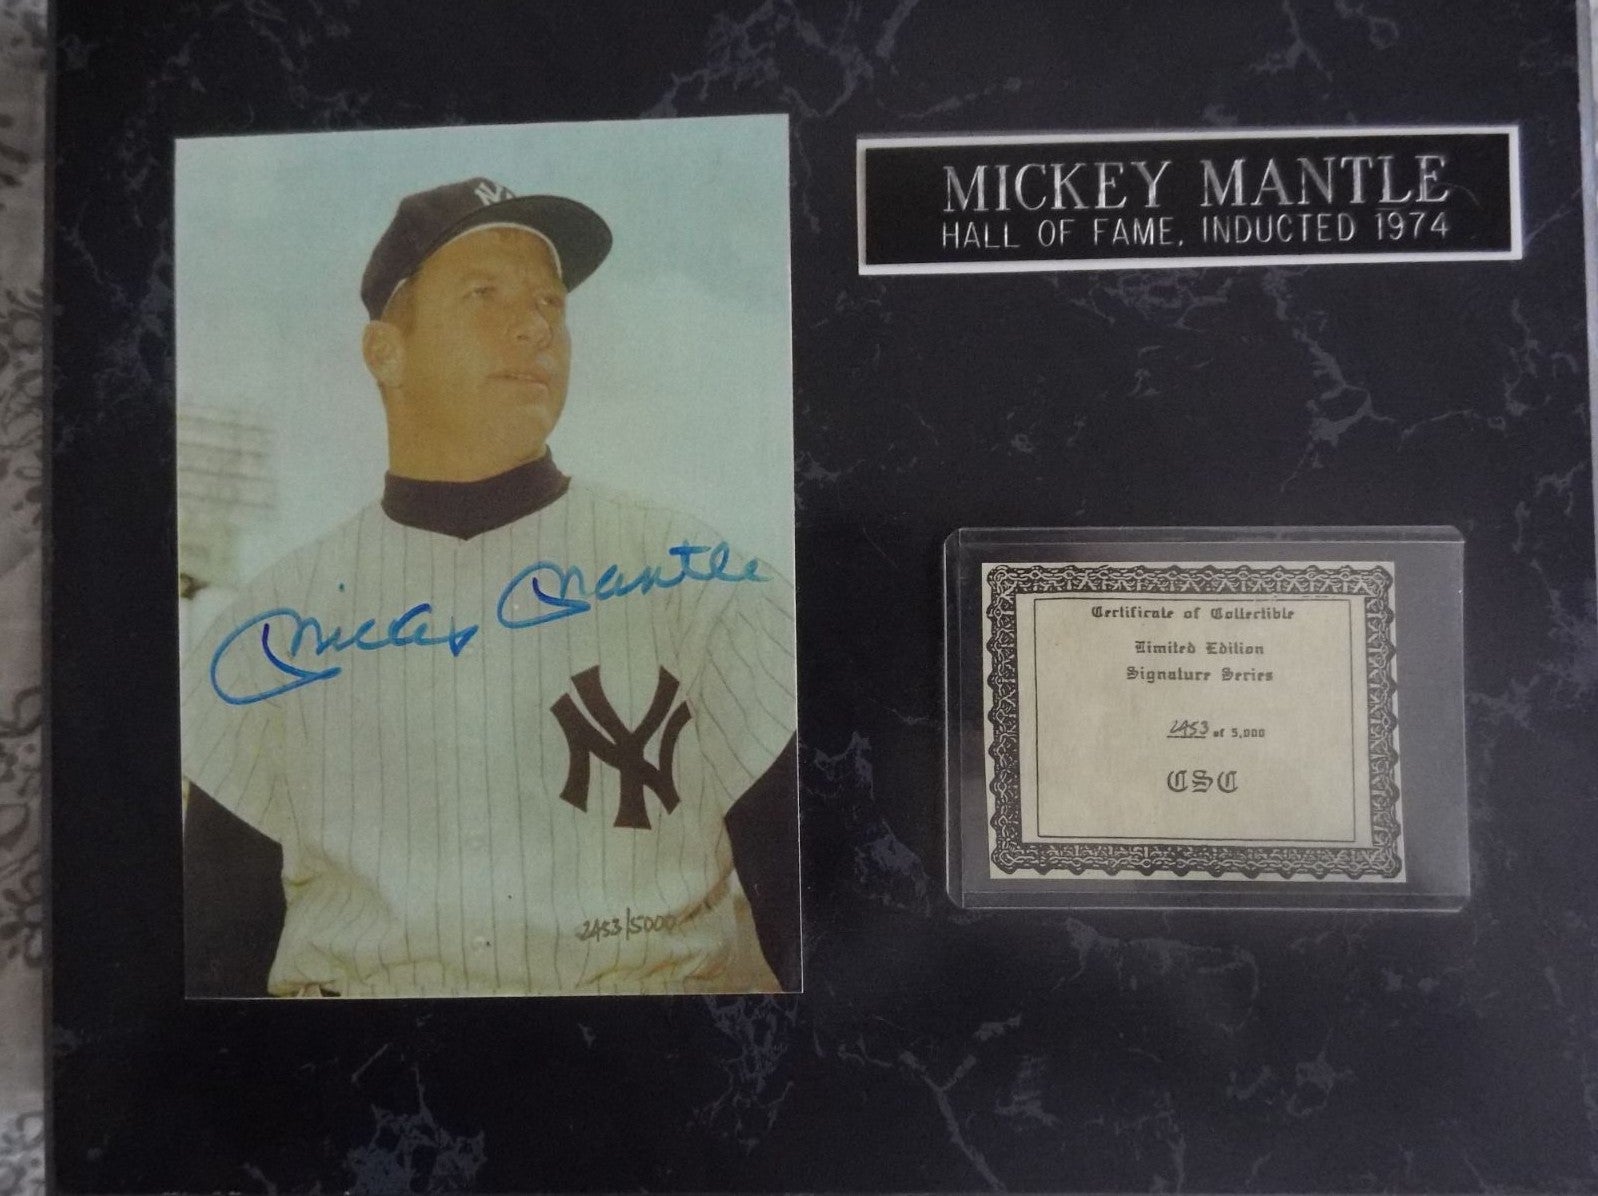 NY
Mickey Mantle
NY
2453/5000
MICKEY MANTLE
HALL OF FAME, INDUCTED 1974
Certificate of Collectible
Limited Edition
Signature Series
2453 of 5,000
CSC